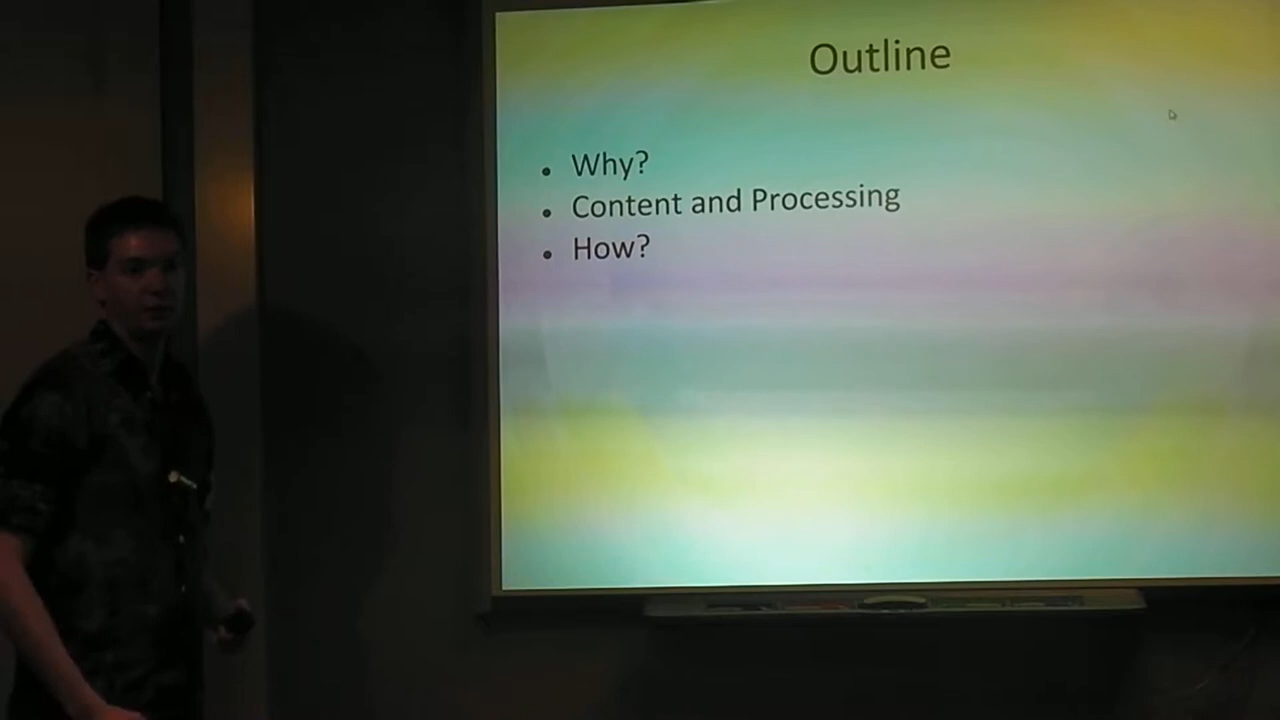 Outline
• Why?
• Content and Processing
• How?